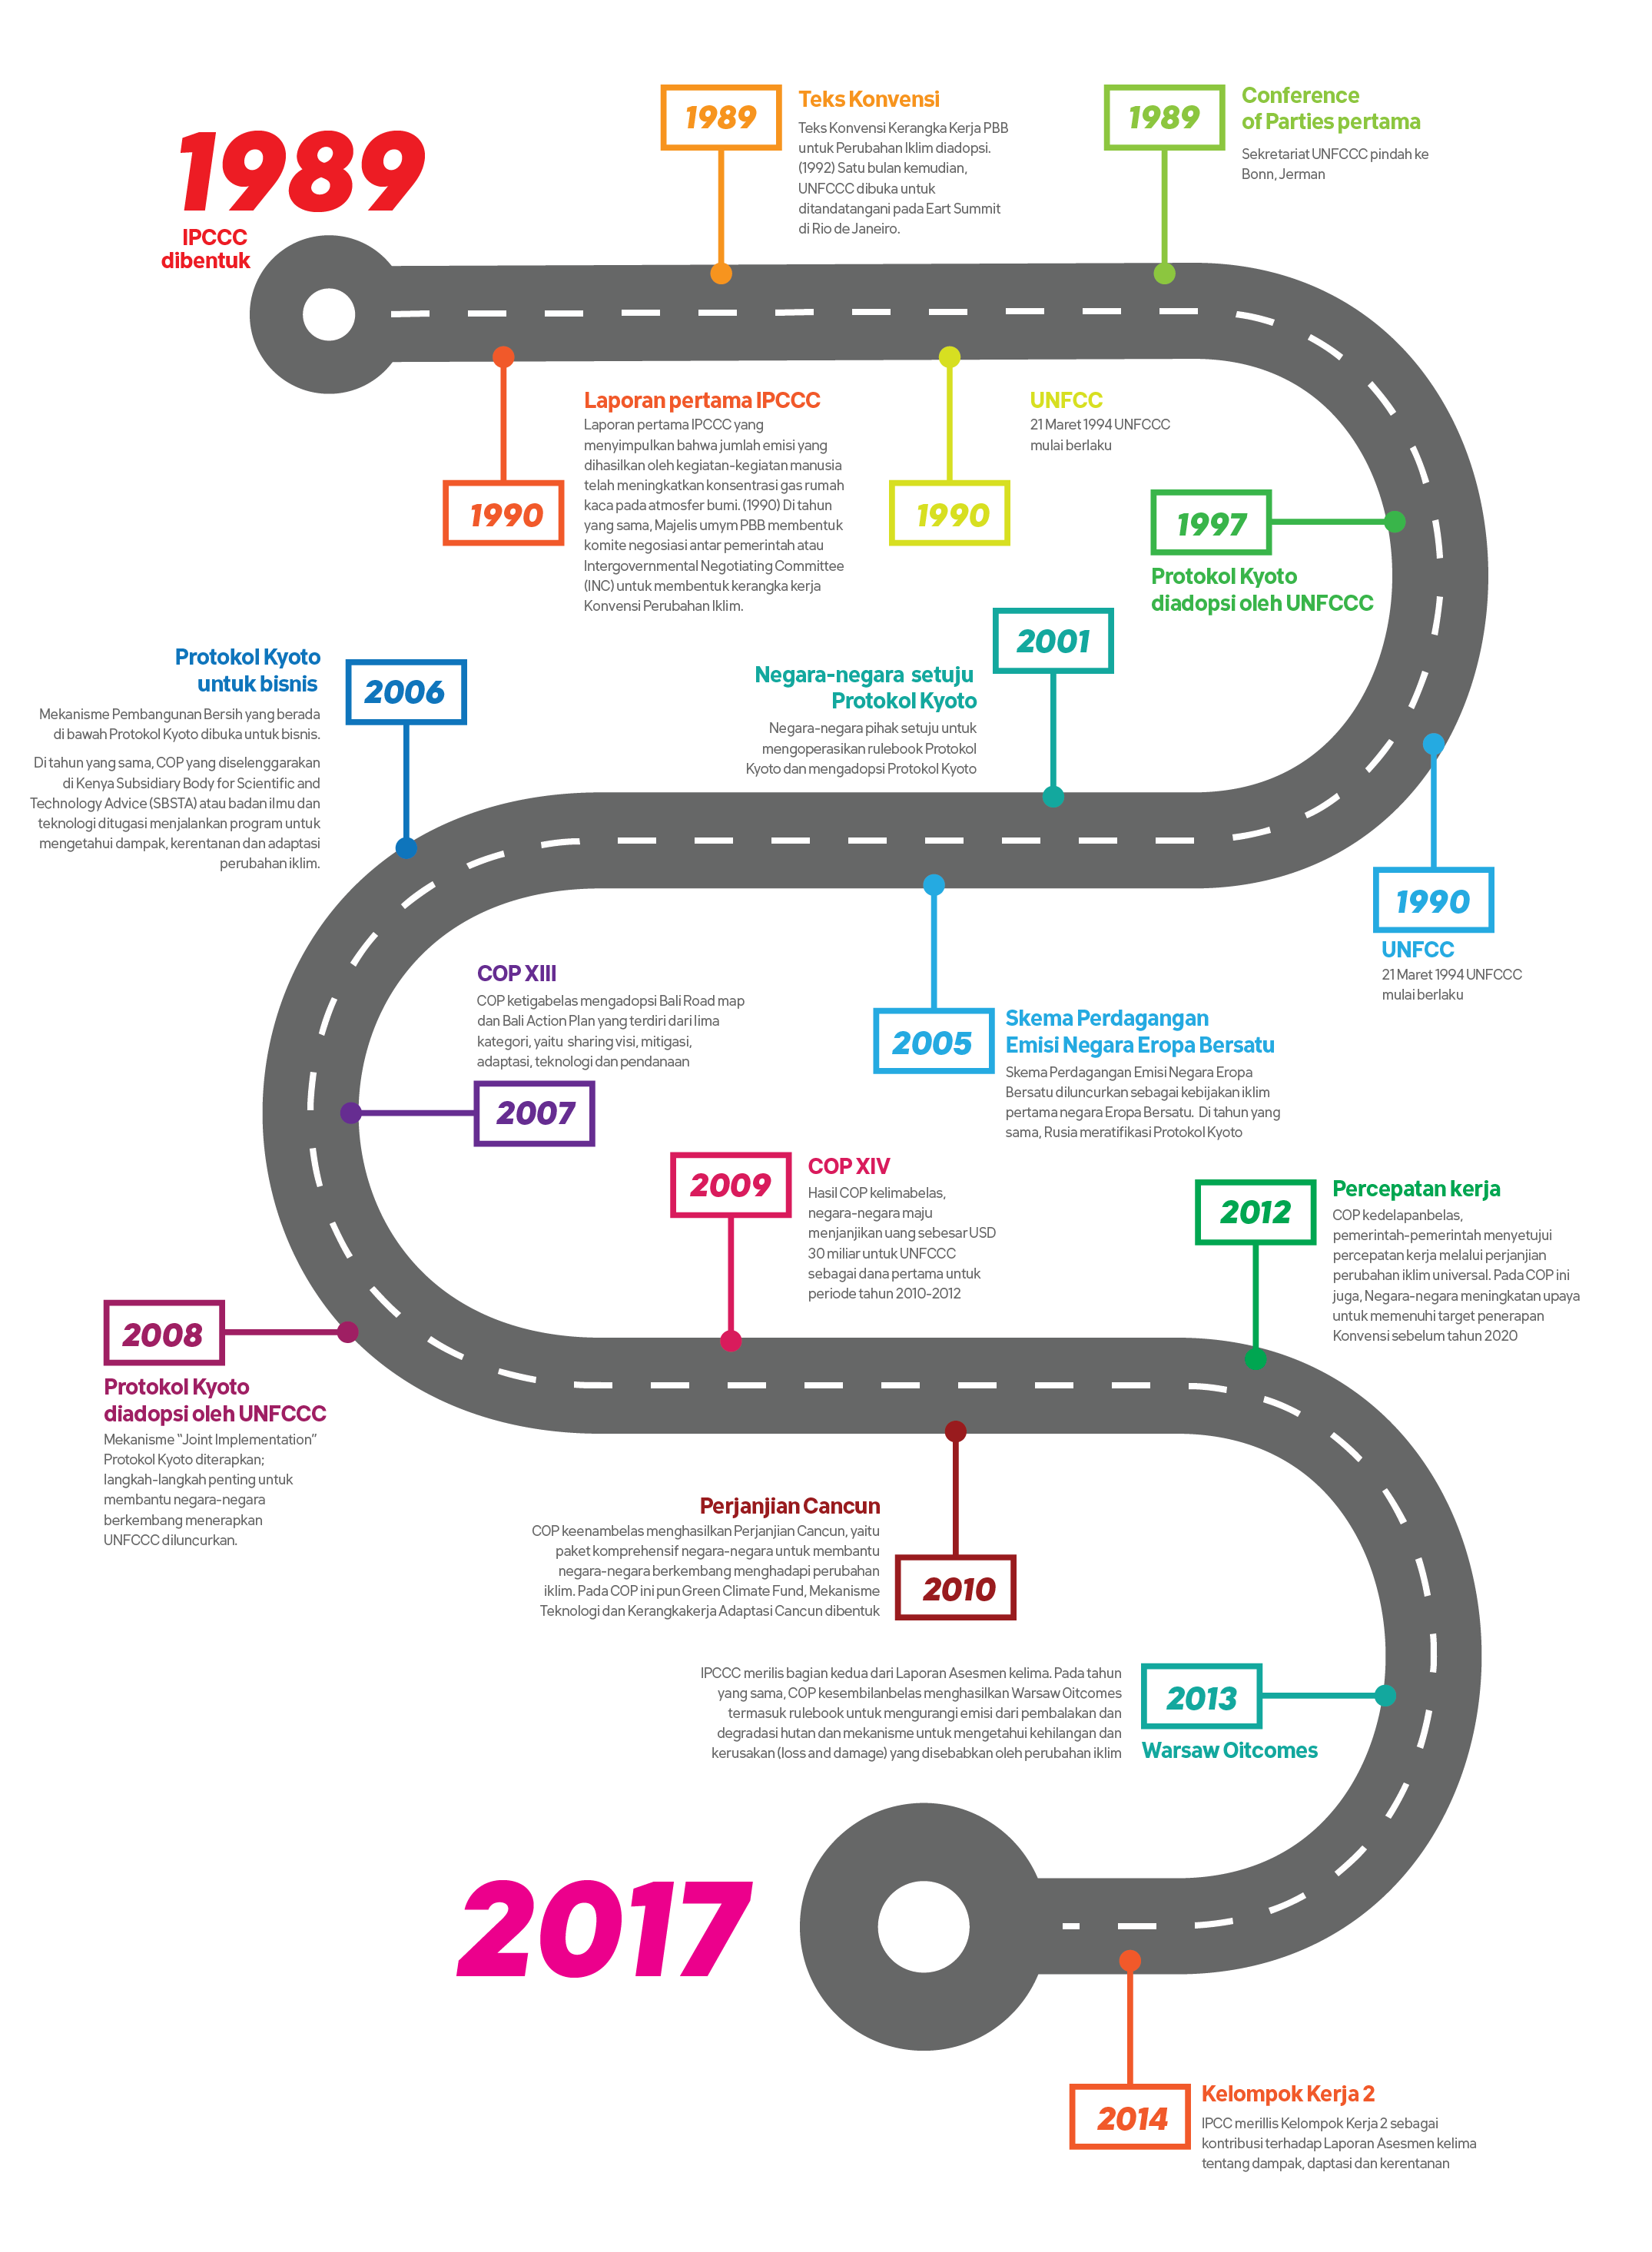 1989
IPCCC
dibentuk
1989
Teks Konvensi
Teks Konvensi Kerangka Kerja PBB
untuk Perubahan Iklim diadopsi.
(1992) Satu bulan kemudian,
UNFCCC dibuka untuk
ditandatangani pada Eart Summit
di Rio de Janeiro.
1989
Conference
of Parties pertama
Sekretariat UNFCCC pindah ke
Bonn, Jerman
1990
Laporan pertama IPCCC
Laporan pertama IPCCC yang
menyimpulkan bahwa jumlah emisi yang
dihasilkan oleh kegiatan-kegiatan manusia
telah meningkatkan konsentrasi gas rumah
kaca pada atmosfer bumi. (1990) Di tahun
yang sama, Majelis umym PBB membentuk
komite negosiasi antar pemerintah atau
Intergovernmental Negotiating Committee
(INC) untuk membentuk kerangka kerja
Konvensi Perubahan Iklim.
1990
UNFCC
21 Maret 1994 UNFCCC
mulai berlaku
1997
Protokol Kyoto
diadopsi oleh UNFCCC
1990
UNFCC
21 Maret 1994 UNFCCC
mulai berlaku
2001
Negara-negara setuju
Protokol Kyoto
Negara-negara pihak setuju untuk
mengoperasikan rulebook Protokol
Kyoto dan mengadopsi Protokol Kyoto
2005
Skema Perdagangan
Emisi Negara Eropa Bersatu
Skema Perdagangan Emisi Negara Eropa
Bersatu diluncurkan sebagai kebijakan iklim
pertama negara Eropa Bersatu. Di tahun yang
sama, Rusia meratifikasi Protokol Kyoto
Protokol Kyoto
untuk bisnis
2006
Mekanisme Pembangunan Bersih yang berada
di bawah Protokol Kyoto dibuka untuk bisnis.
Di tahun yang sama, COP yang diselenggarakan
di Kenya Subsidiary Body for Scientific and
Technology Advice (SBSTA) atau badan ilmu dan
teknologi ditugasi menjalankan program untuk
mengetahui dampak, kerentanan dan adaptasi
perubahan iklim.
COP XIII
COP ketigabelas mengadopsi Bali Road map
dan Bali Action Plan yang terdiri dari lima
kategori, yaitu sharing visi, mitigasi,
adaptasi, teknologi dan pendanaan
2007
2008
Protokol Kyoto
diadopsi oleh UNFCCC
Mekanisme “Joint Implementation”
Protokol Kyoto diterapkan;
langkah-langkah penting untuk
membantu negara-negara
berkembang menerapkan
UNFCCC diluncurkan.
2009
COP XIV
Hasil COP kelimabelas,
negara-negara maju
menjanjikan uang sebesar USD
30 miliar untuk UNFCCC
sebagai dana pertama untuk
periode tahun 2010-2012
Perjanjian Cancun
COP keenambelas menghasilkan Perjanjian Cancun, yaitu
paket komprehensif negara-negara untuk membantu
negara-negara berkembang menghadapi perubahan
iklim. Pada COP ini pun Green Climate Fund, Mekanisme
Teknologi dan Kerangkakerja Adaptasi Cancun dibentuk
2010
2012
Percepatan kerja
COP kedelapanbelas,
pemerintah-pemerintah menyetujui
percepatan kerja melalui perjanjian
perubahan iklim universal. Pada COP ini
juga, Negara-negara meningkatan upaya
untuk memenuhi target penerapan
Konvensi sebelum tahun 2020
IPCCC merilis bagian kedua dari Laporan Asesmen kelima. Pada tahun
yang sama, COP kesembilanbelas menghasilkan Warsaw Oitcomes
termasuk rulebook untuk mengurangi emisi dari pembalakan dan
degradasi hutan dan mekanisme untuk mengetahui kehilangan dan
kerusakan (loss and damage) yang disebabkan oleh perubahan iklim
2013
Warsaw Oitcomes
2017
2014
Kelompok Kerja 2
IPCC merillis Kelompok Kerja 2 sebagai
kontribusi terhadap Laporan Asesmen kelima
tentang dampak, daptasi dan kerentanan